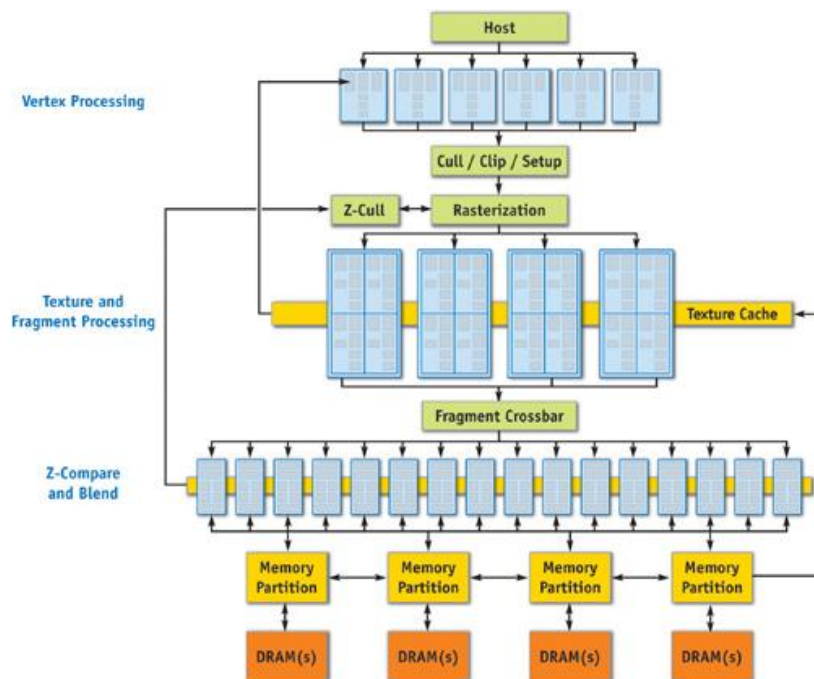 Host
Vertex Processing
Cull / Clip / Setup
Z-Cull
Rasterization
Texture and
Fragment Processing
Texture Cache
Fragment Crossbar
Z-Compare
and Blend
Memory
Partition
Memory
Partition
Memory
Partition
Memory
Partition
DRAM(s)
DRAM(s)
DRAM(s)
DRAM(s)